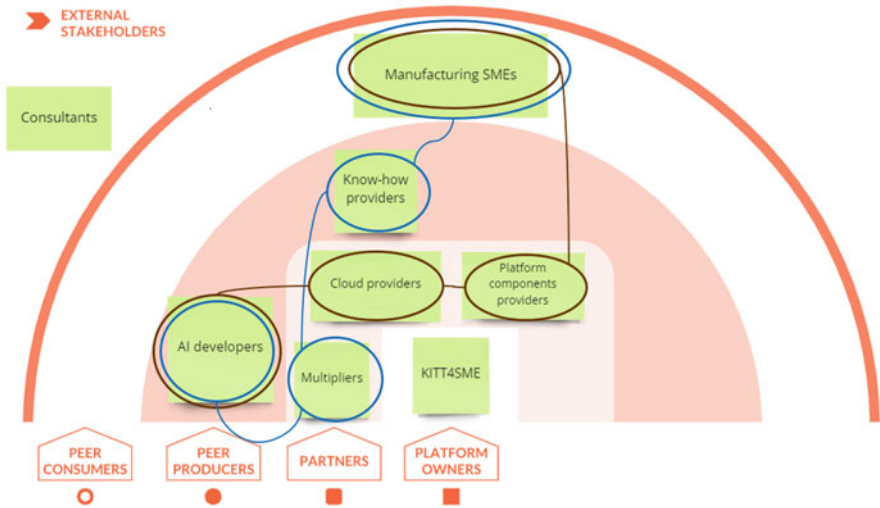 EXTERNAL
STAKEHOLDERS
Manufacturing SMEs
Consultants
Know-how
providers
Cloud providers
Platform
components
providers
AI developers
Multipliers
KITT4SME
PEER
CONSUMERS
PEER
PRODUCERS
PARTNERS
PLATFORM
OWNERS